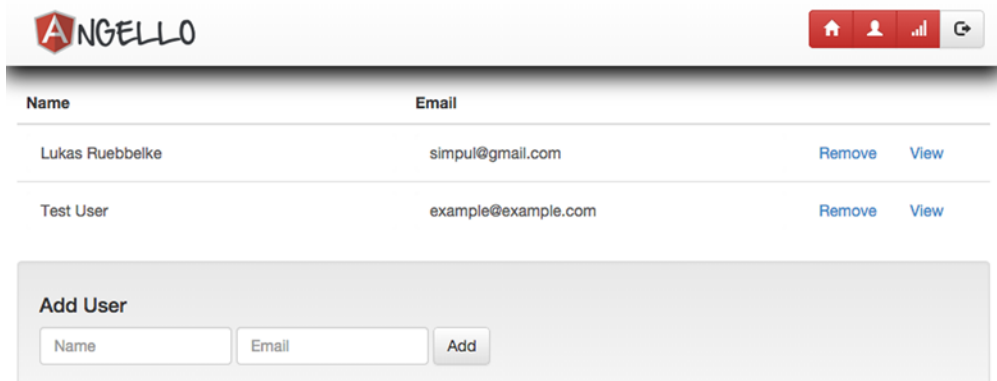 ANGELLO
Name Email
Lukas Ruebbelke simpul@gmail.com Remove View
Test User example@example.com Remove View
Add User
Name Email Add